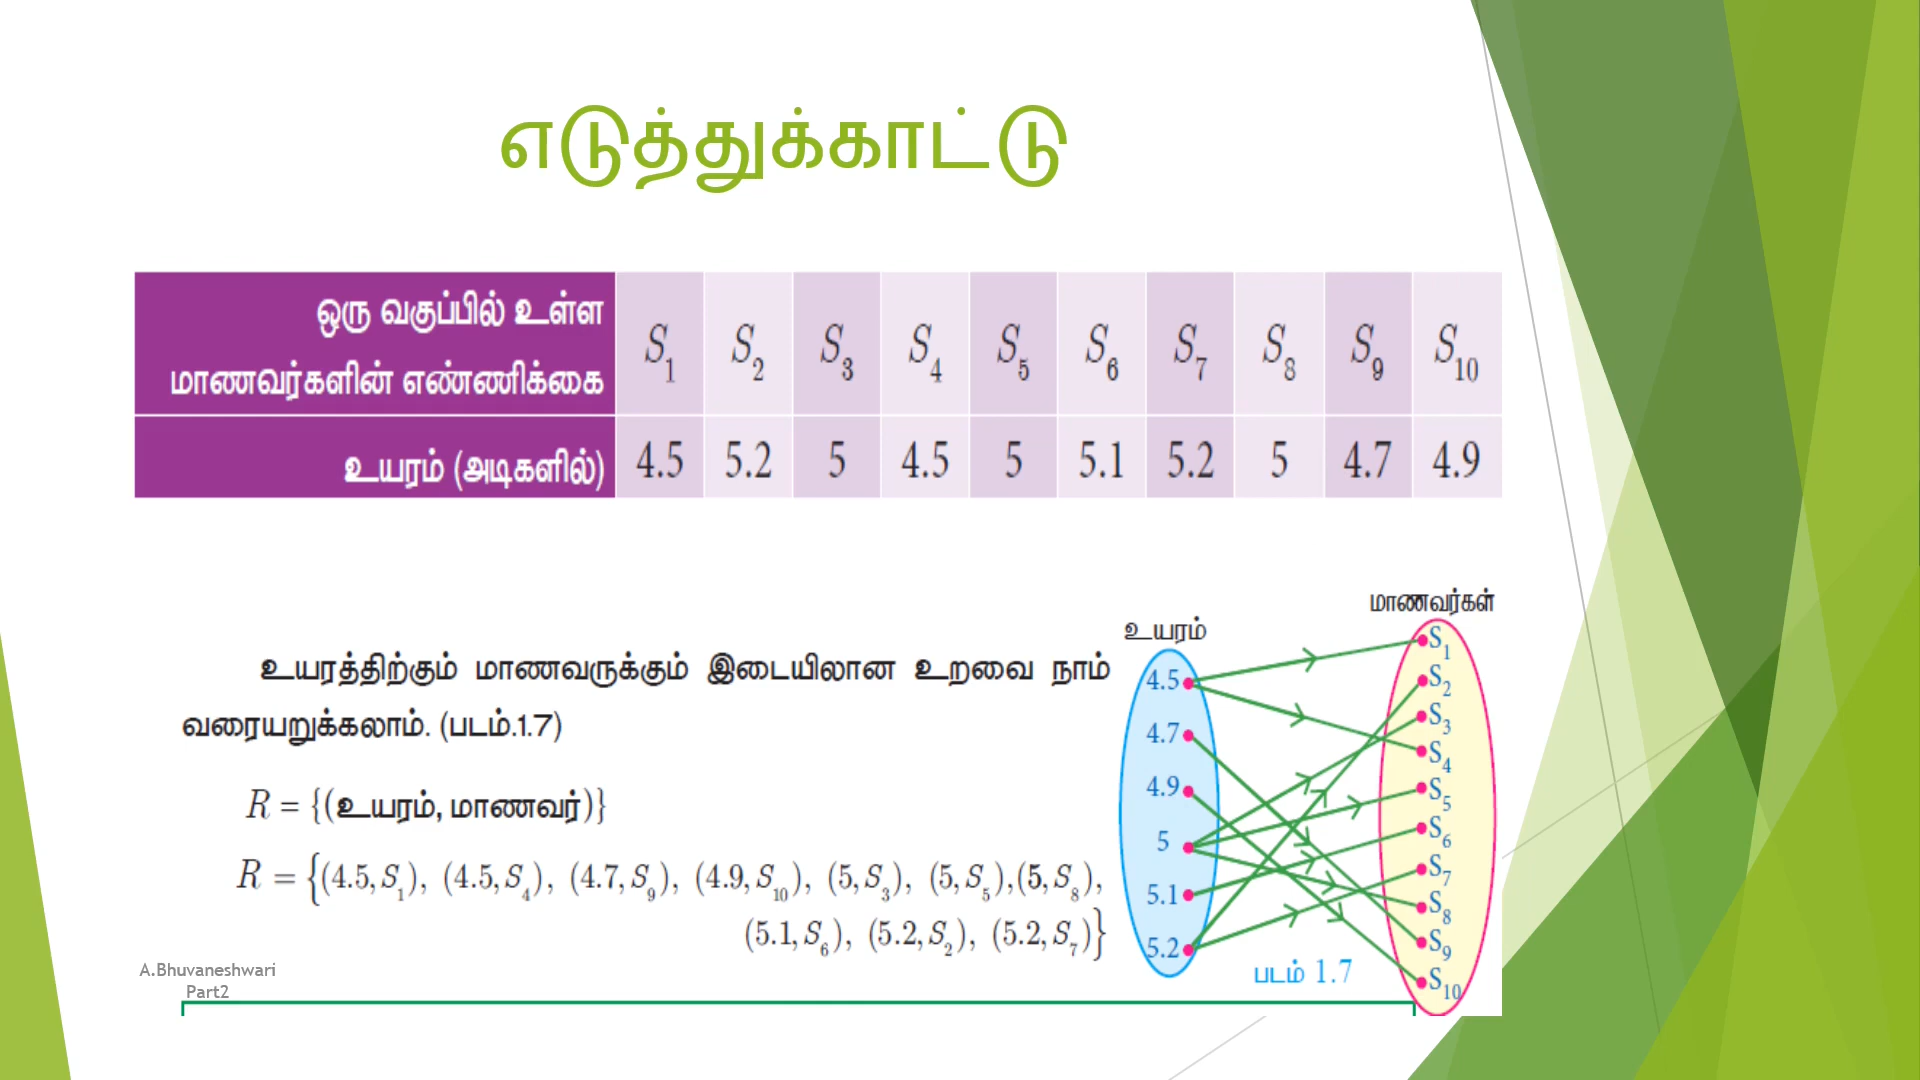 எடுத்துக்காட்டு
ஒரு வகுப்பில் உள்ள
மாணவர்களின் எண்ணிக்கை
S₁ S₂ S₃ S₄ S₅ S₆ S₇ S₈ S₉ S₁₀
உயரம் (அடிகளில்) 4.5 5.2 5 4.5 5 5.1 5.2 5 4.7 4.9
உயரத்திற்கும் மாணவருக்கும் இடையிலான உறவை நாம்
வரையறுக்கலாம். (படம்.1.7)
R = {(உயரம், மாணவர்)}
R = {(4.5, S₁), (4.5, S₄), (4.7, S₉), (4.9, S₁₀), (5, S₃), (5, S₅),(5, S₈),
(5.1, S₆), (5.2, S₂), (5.2, S₇)}
உயரம்
4.5
4.7
4.9
5
5.1
5.2
மாணவர்கள்
S₁
S₂
S₃
S₄
S₅
S₆
S₇
S₈
S₉
S₁₀
படம் 1.7
A.Bhuvaneshwari
Part2